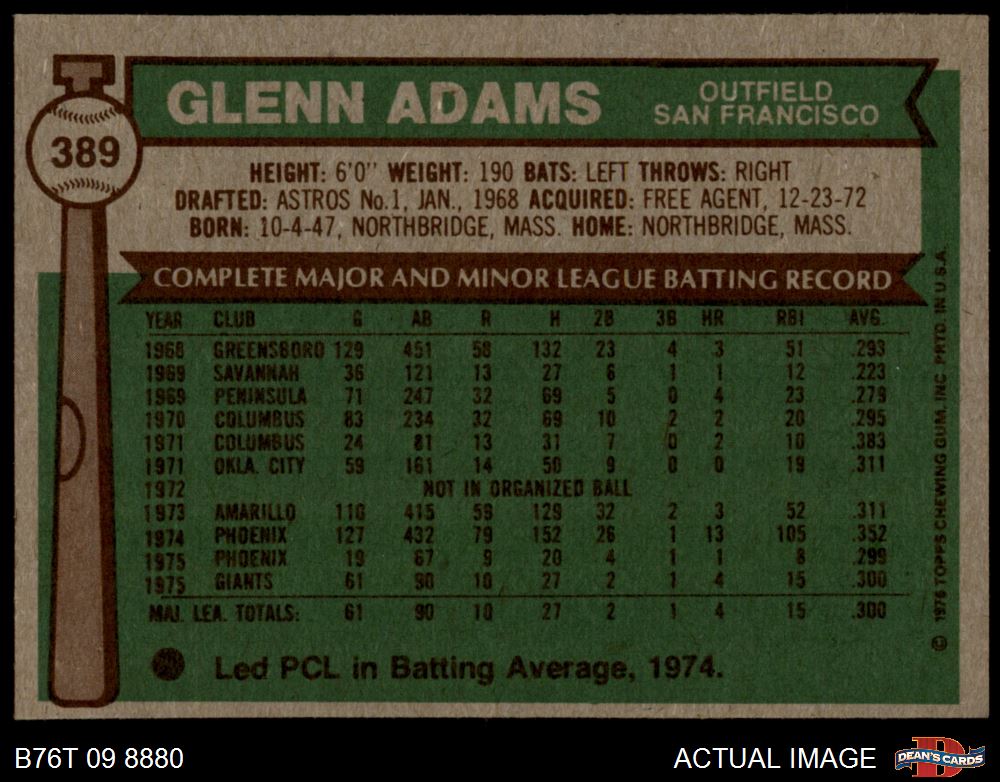 GLENN ADAMS
OUTFIELD
SAN FRANCISCO
389
HEIGHT: 6'0" WEIGHT: 190 BATS: LEFT THROWS: RIGHT
DRAFTED: ASTROS No.1, JAN., 1968 ACQUIRED: FREE AGENT, 12-23-72
BORN: 10-4-47, NORTHBRIDGE, MASS. HOME: NORTHBRIDGE, MASS.
COMPLETE MAJOR AND MINOR LEAGUE BATTING RECORD
YEAR CLUB G AB R H 2B 3B HR RBI AVG.
1968 GREENSBORO 129 451 58 132 23 4 3 51 .293
1969 SAVANNAH 36 121 13 27 6 1 1 12 .223
1969 PENINSULA 71 247 32 69 5 0 4 23 .279
1970 COLUMBUS 83 234 32 69 10 2 2 20 .295
1971 COLUMBUS 24 81 13 31 7 0 2 10 .383
1971 OKLA. CITY 59 161 14 50 9 0 0 19 .311
1972 NOT IN ORGANIZED BALL
1973 AMARILLO 110 415 59 129 32 2 3 52 .311
1974 PHOENIX 127 432 79 152 26 1 13 105 .352
1975 PHOENIX 19 67 9 20 4 1 1 8 .299
1975 GIANTS 61 90 10 27 2 1 4 15 .300
MAJ. LEA. TOTALS: 61 90 10 27 2 1 4 15 .300
Led PCL in Batting Average, 1974.
© 1976 TOPPS CHEWING GUM, INC. PRTD. IN U.S.A.
B76T 09 8880
ACTUAL IMAGE
D
DEAN'S CARDS